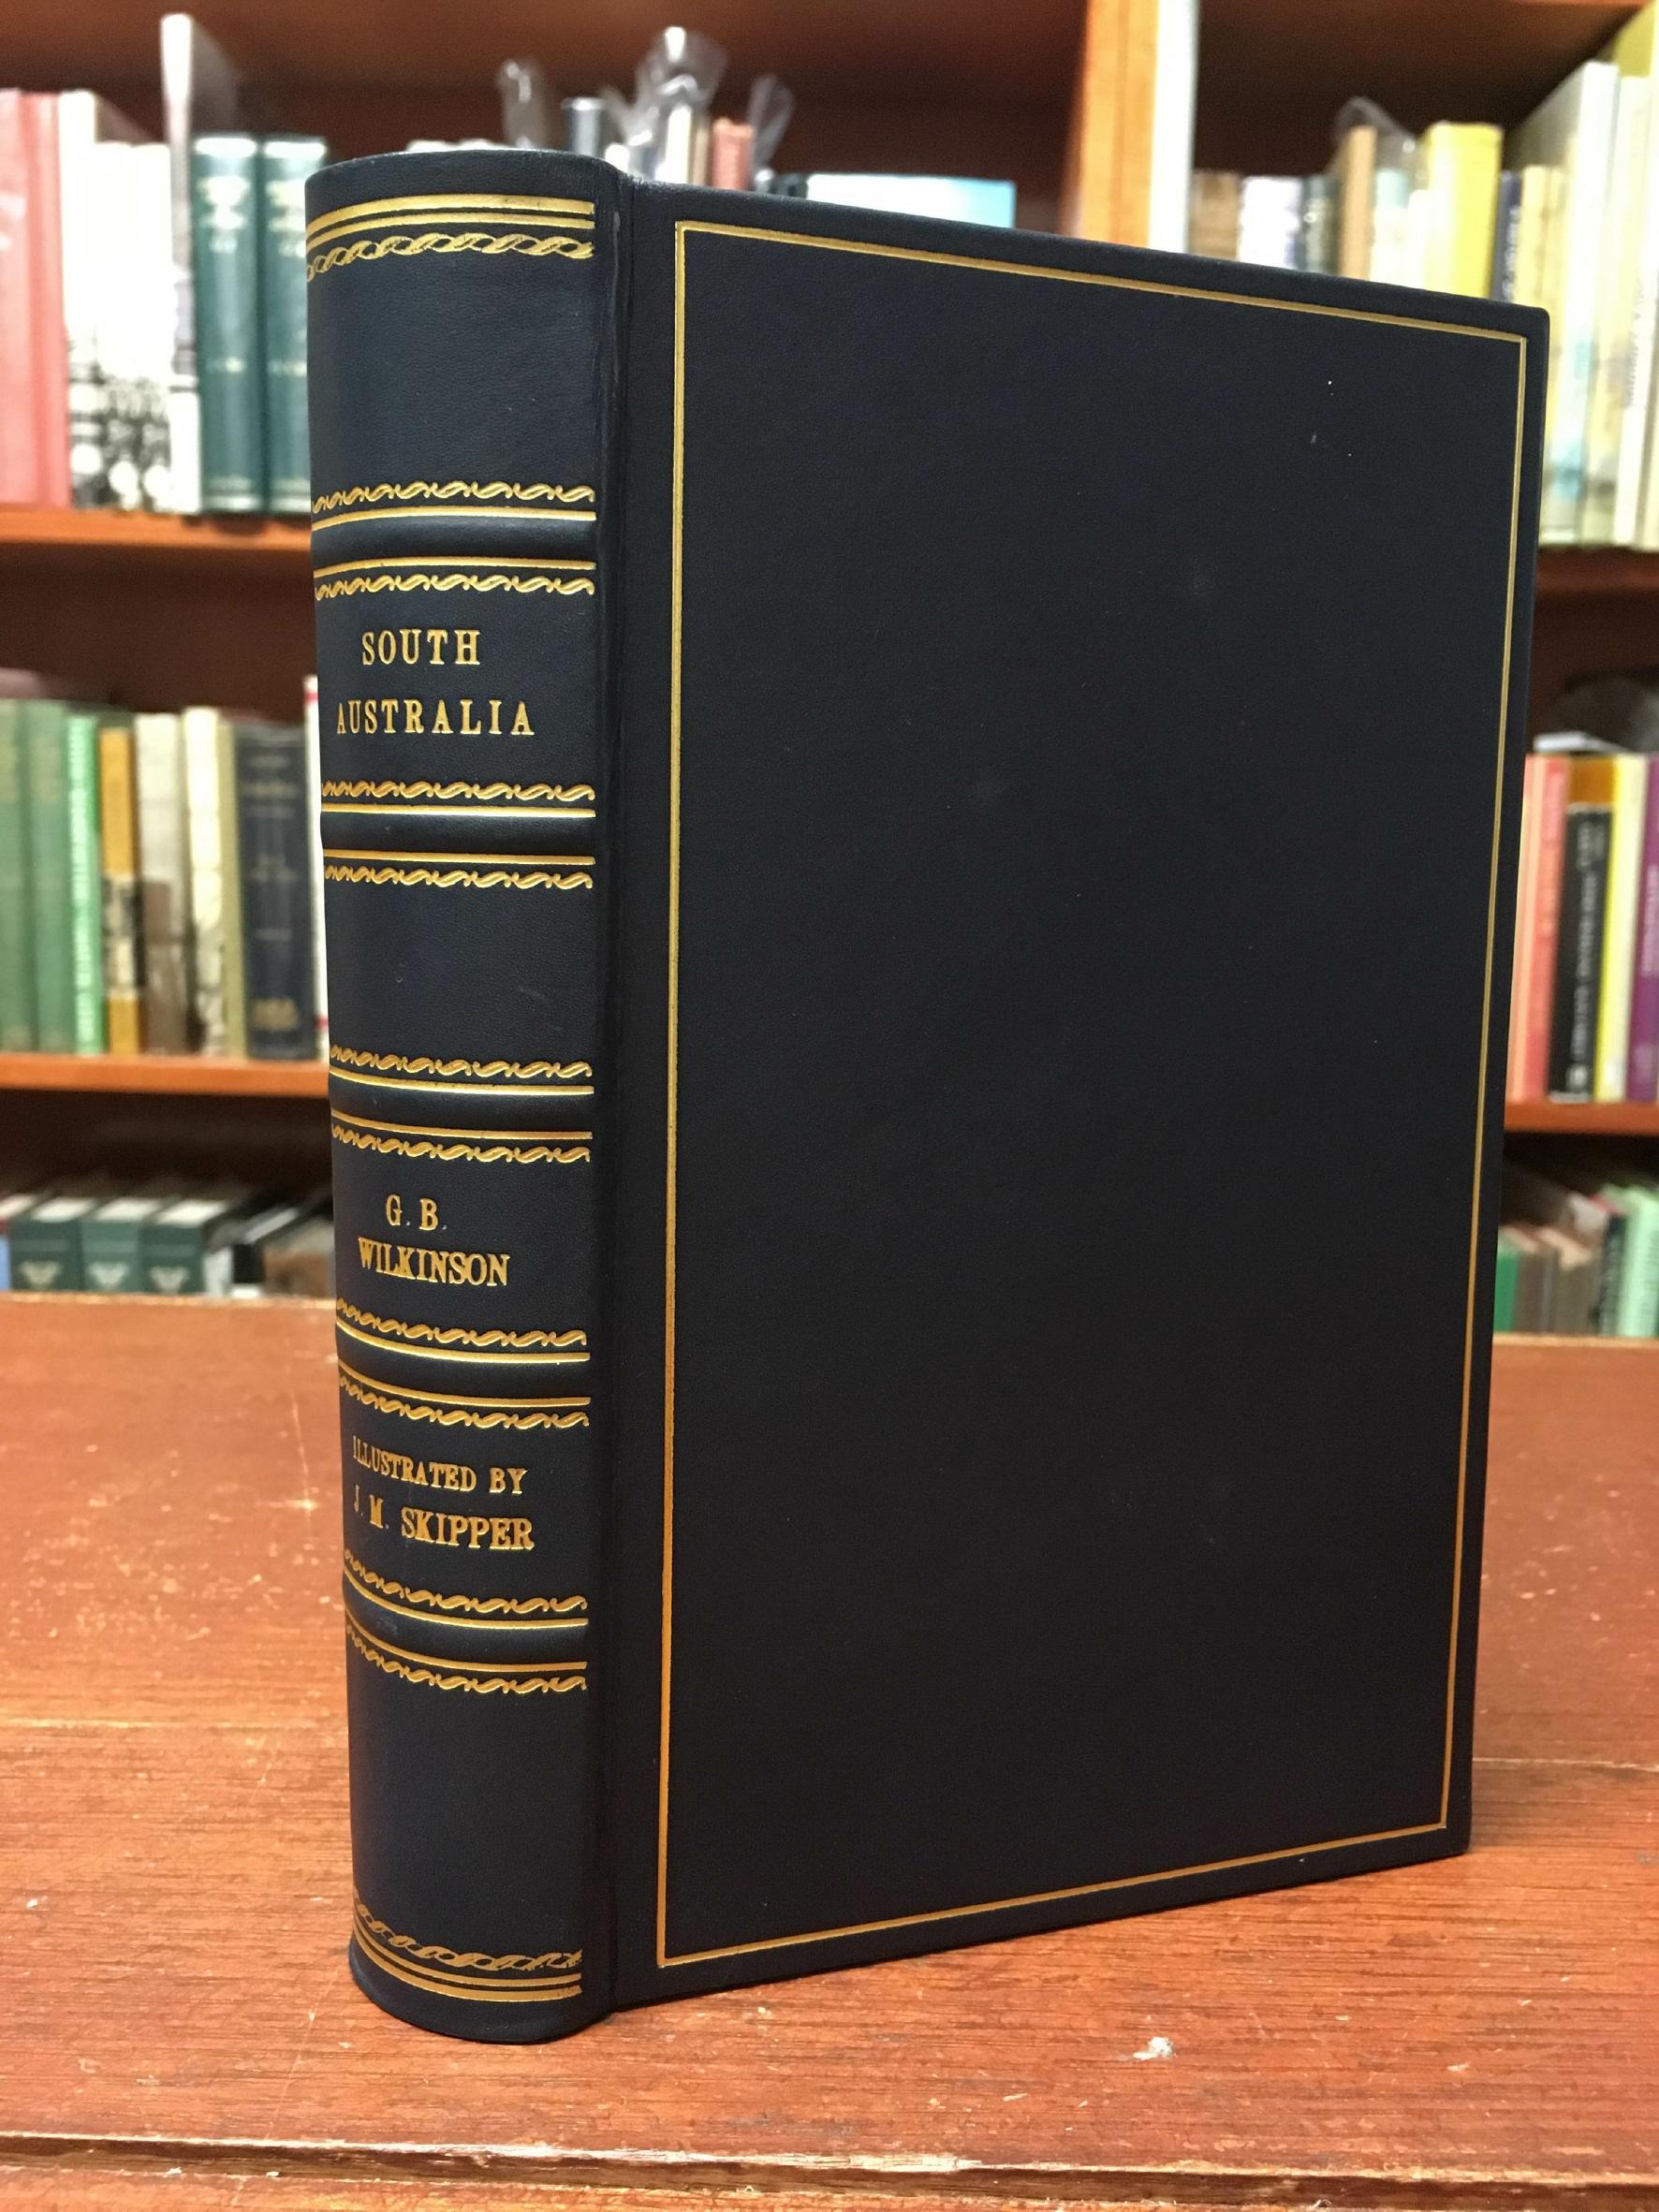 SOUTH
AUSTRALIA
G. B.
WILKINSON
ILLUSTRATED BY
J. M. SKIPPER